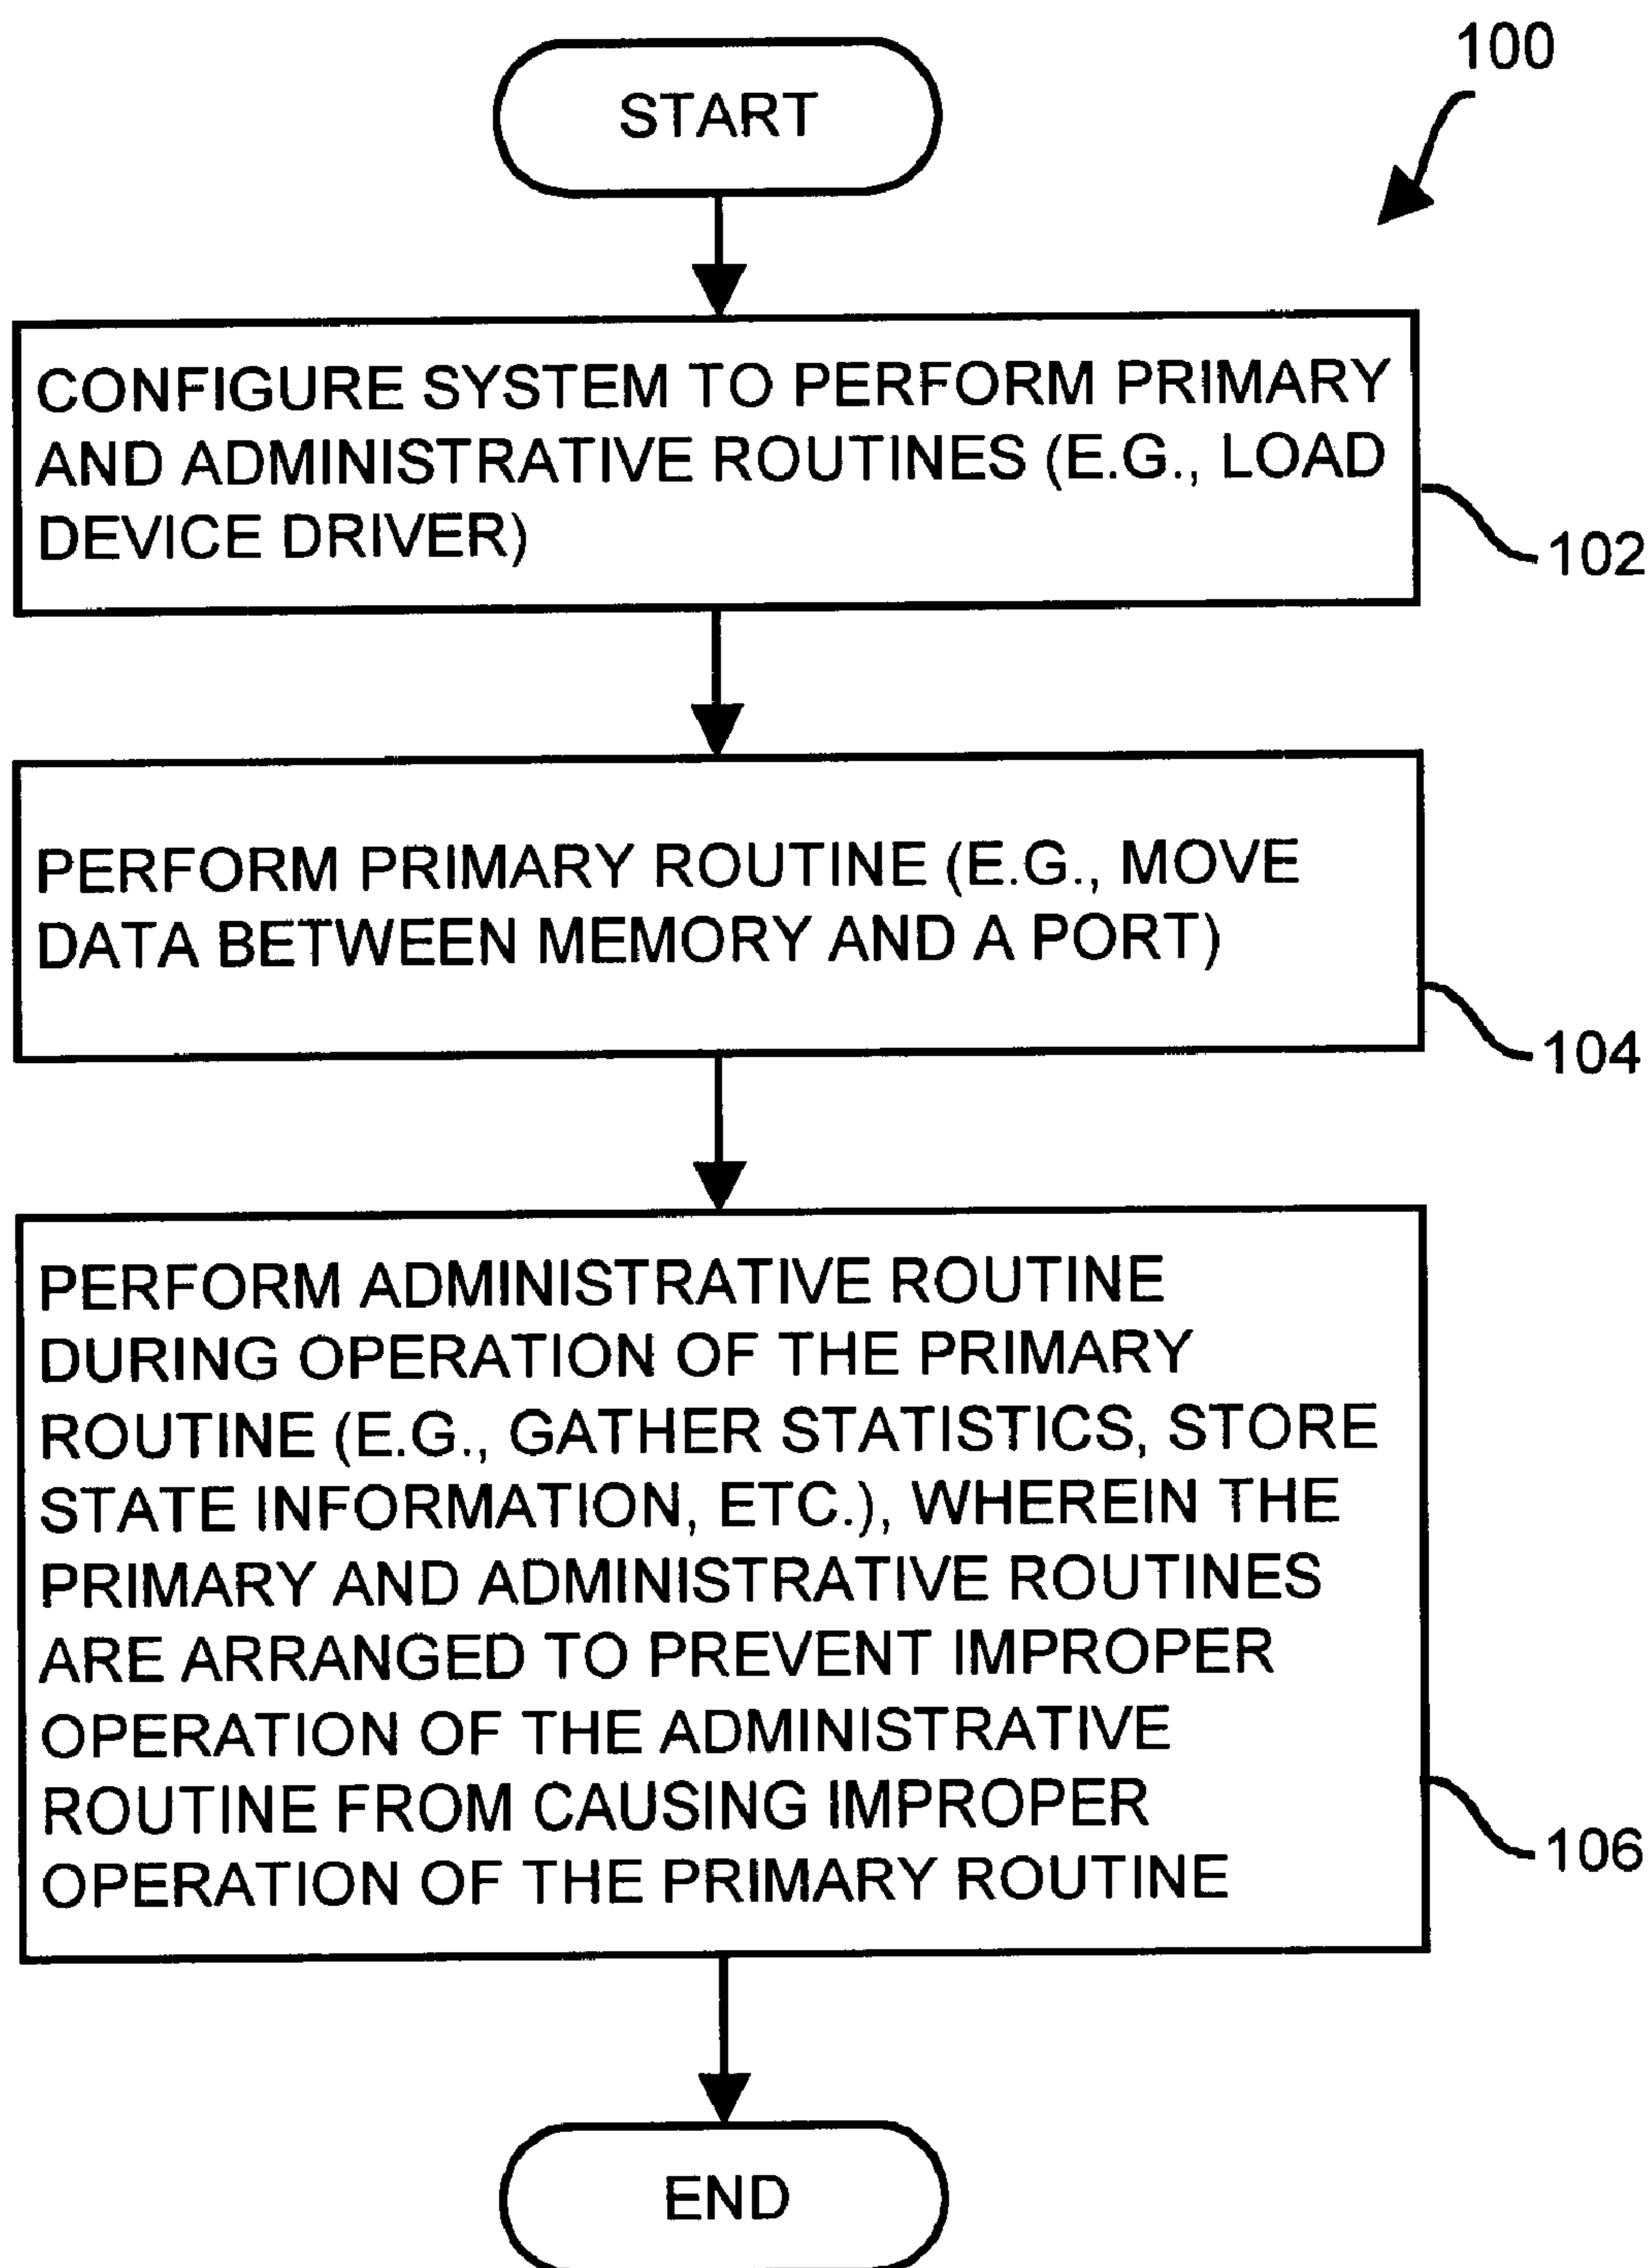 100
START
CONFIGURE SYSTEM TO PERFORM PRIMARY
AND ADMINISTRATIVE ROUTINES (E.G., LOAD
DEVICE DRIVER)
102
PERFORM PRIMARY ROUTINE (E.G., MOVE
DATA BETWEEN MEMORY AND A PORT)
104
PERFORM ADMINISTRATIVE ROUTINE
DURING OPERATION OF THE PRIMARY
ROUTINE (E.G., GATHER STATISTICS, STORE
STATE INFORMATION, ETC.), WHEREIN THE
PRIMARY AND ADMINISTRATIVE ROUTINES
ARE ARRANGED TO PREVENT IMPROPER
OPERATION OF THE ADMINISTRATIVE
ROUTINE FROM CAUSING IMPROPER
OPERATION OF THE PRIMARY ROUTINE
106
END